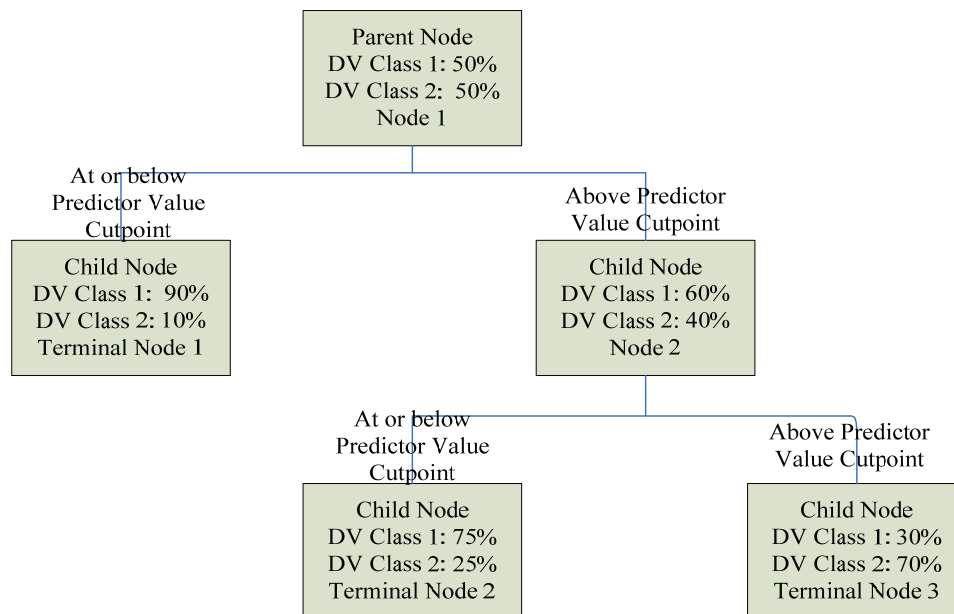 Parent Node
DV Class 1: 50%
DV Class 2:  50%
Node 1
At or below
Predictor Value
Cutpoint
Above Predictor
Value Cutpoint
Child Node
DV Class 1:  90%
DV Class 2: 10%
Terminal Node 1
Child Node
DV Class 1: 60%
DV Class 2: 40%
Node 2
At or below
Predictor Value
Cutpoint
Above Predictor
Value Cutpoint
Child Node
DV Class 1: 75%
DV Class 2: 25%
Terminal Node 2
Child Node
DV Class 1: 30%
DV Class 2: 70%
Terminal Node 3